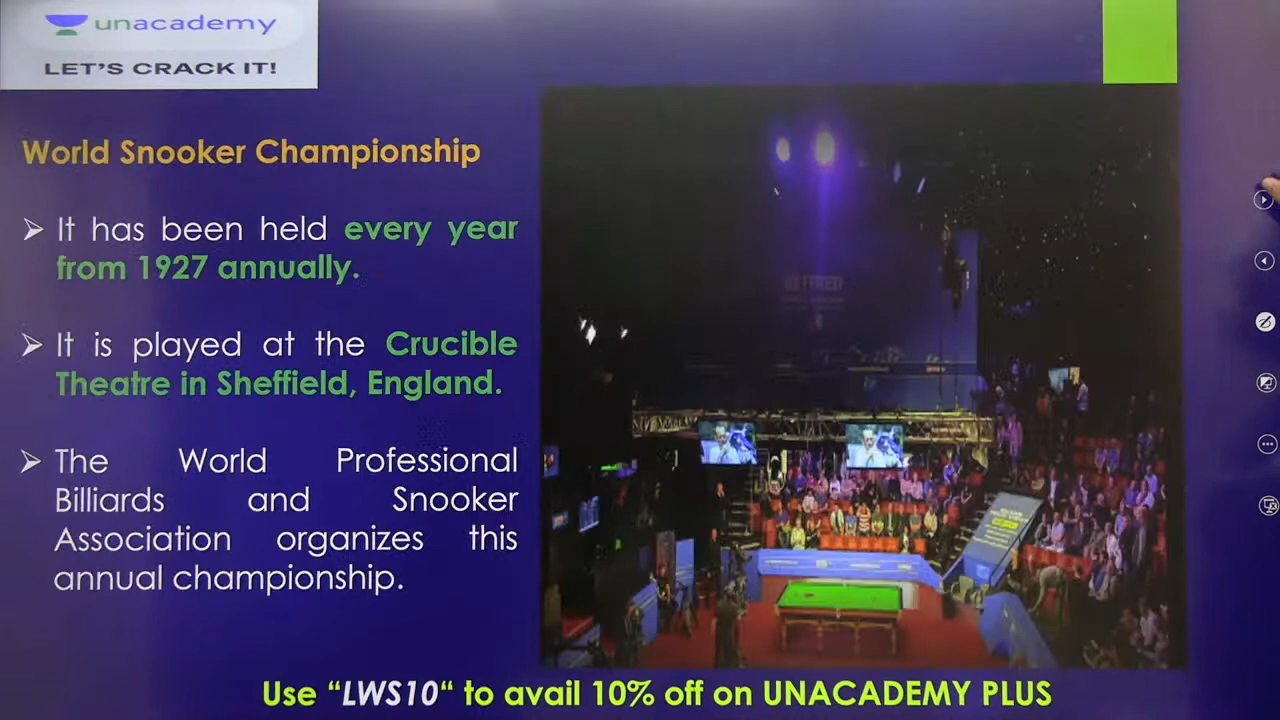 unacademy
LET'S CRACK IT!
World Snooker Championship
➢ It has been held every year
from 1927 annually.
➢ It is played at the Crucible
Theatre in Sheffield, England.
➢ The World Professional
Billiards and Snooker
Association organizes this
annual championship.
BETFRED
Use “LWS10“ to avail 10% off on UNACADEMY PLUS